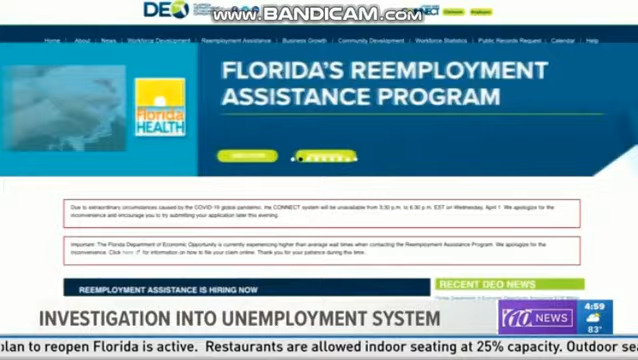 DEO
www.BANDICAM.com
CONNECT
Home About News Workforce Development Reemployment Assistance Business Growth Community Development Workforce Statistics Public Records Request Calendar Help
FLORIDA'S REEMPLOYMENT
ASSISTANCE PROGRAM
Florida
HEALTH
Due to extraordinary circumstances caused by the COVID-19 global pandemic, the CONNECT system will be unavailable from 5:30 p.m. to 6:30 p.m. EST on Wednesday, April 1. We apologize for the
inconvenience and encourage you to try submitting your application later this evening.
Important: The Florida Department of Economic Opportunity is currently experiencing higher than average wait times when contacting the Reemployment Assistance Program. We apologize for the
inconvenience. Click here for information on how to file your claim online. Thank you for your patience during this time.
REEMPLOYMENT ASSISTANCE IS NOW HIRING
RECENT DEO NEWS
INVESTIGATION INTO UNEMPLOYMENT SYSTEM
10 NEWS
4:59
83°
plan to reopen Florida is active. Restaurants are allowed indoor seating at 25% capacity. Outdoor sea